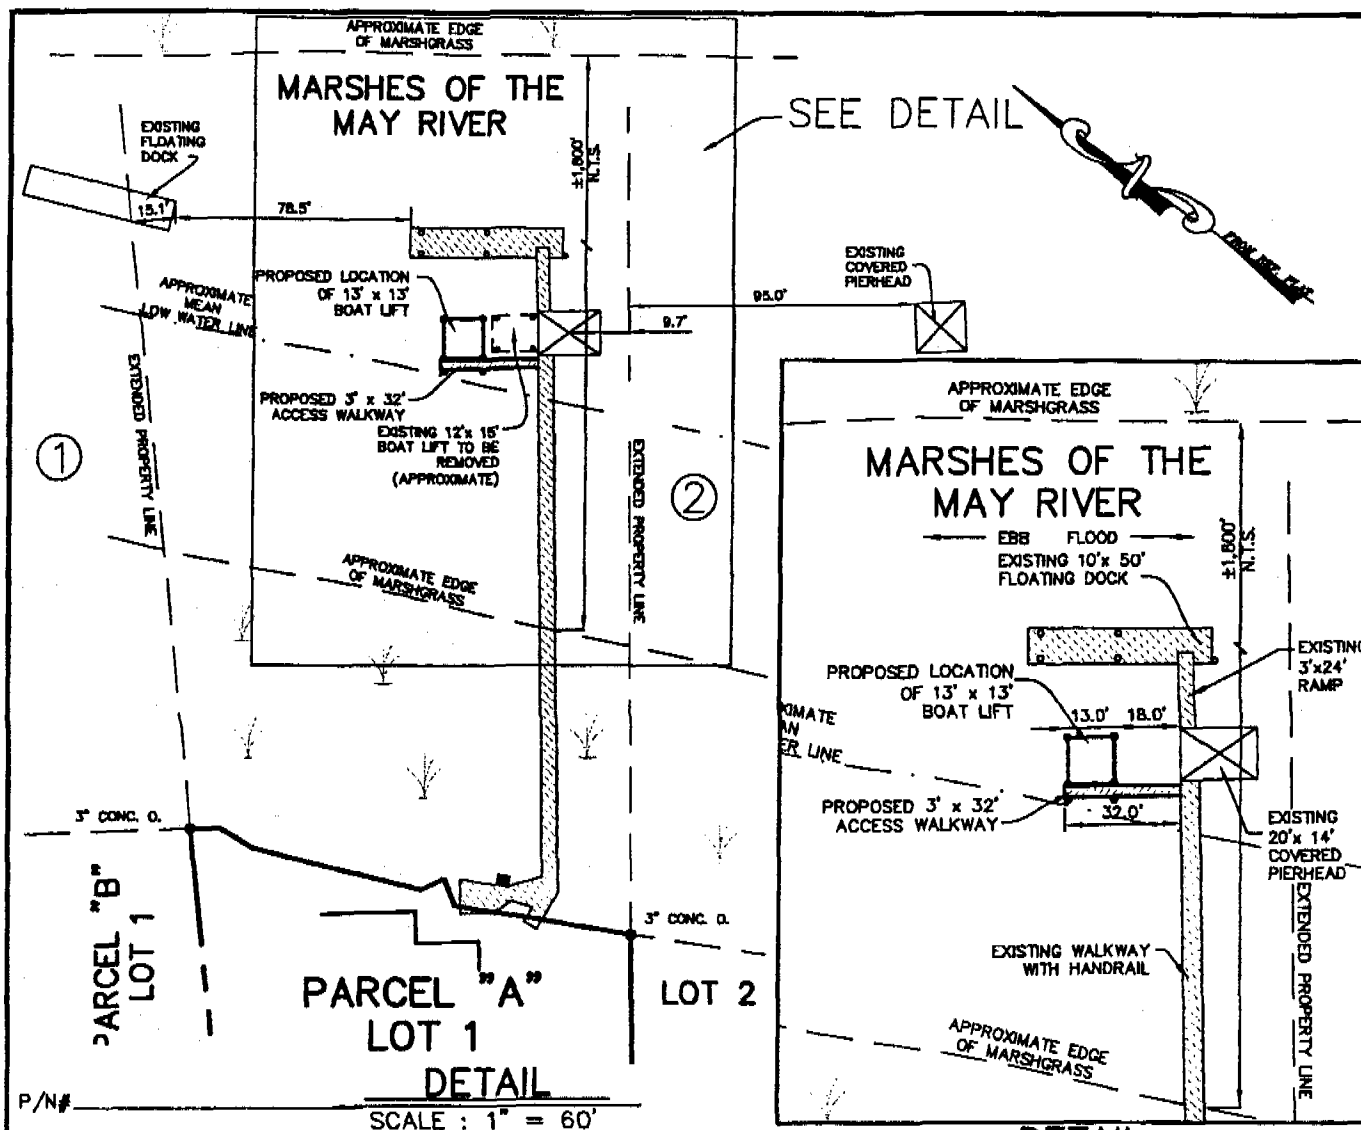 APPROXIMATE EDGE
OF MARSHGRASS
MARSHES OF THE
MAY RIVER
SEE DETAIL
EXISTING
FLOATING
DOCK
±1,800'
N.T.S.
15.1'
78.5'
FROM REF. PLAT
PROPOSED LOCATION
OF 13' x 13'
BOAT LIFT
APPROXIMATE
MEAN
LOW WATER LINE
EXISTING
COVERED
PIERHEAD
95.0'
9.7'
EXTENDED PROPERTY LINE
PROPOSED 3' x 32'
ACCESS WALKWAY
EXISTING 12'x 15'
BOAT LIFT TO BE
REMOVED
(APPROXIMATE)
1
EXTENDED PROPERTY LINE
2
APPROXIMATE EDGE
OF MARSHGRASS
3" CONC. O.
PARCEL "B"
LOT 1
3" CONC. O.
PARCEL "A"
LOT 1
LOT 2
DETAIL
SCALE : 1" = 60'
P/N#
APPROXIMATE EDGE
OF MARSHGRASS
MARSHES OF THE
MAY RIVER
EBB FLOOD
EXISTING 10'x 50'
FLOATING DOCK
±1,800'
N.T.S.
EXISTING
3'x24'
RAMP
PROPOSED LOCATION
OF 13' x 13'
BOAT LIFT
13.0' 18.0'
XIMATE
AN
ER LINE
PROPOSED 3' x 32'
ACCESS WALKWAY
32.0'
EXISTING
20'x 14'
COVERED
PIERHEAD
EXTENDED PROPERTY LINE
EXISTING WALKWAY
WITH HANDRAIL
APPROXIMATE EDGE
OF MARSHGRASS